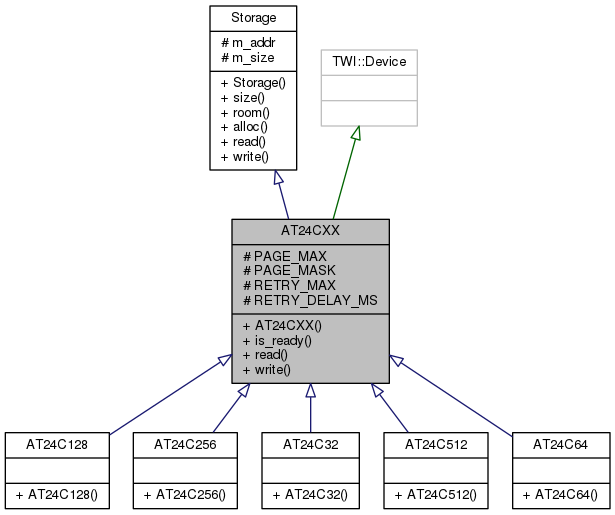 Storage
# m_addr
# m_size
+ Storage()
+ size()
+ room()
+ alloc()
+ read()
+ write()
TWI::Device
AT24CXX
# PAGE_MAX
# PAGE_MASK
# RETRY_MAX
# RETRY_DELAY_MS
+ AT24CXX()
+ is_ready()
+ read()
+ write()
AT24C128
+ AT24C128()
AT24C256
+ AT24C256()
AT24C32
+ AT24C32()
AT24C512
+ AT24C512()
AT24C64
+ AT24C64()